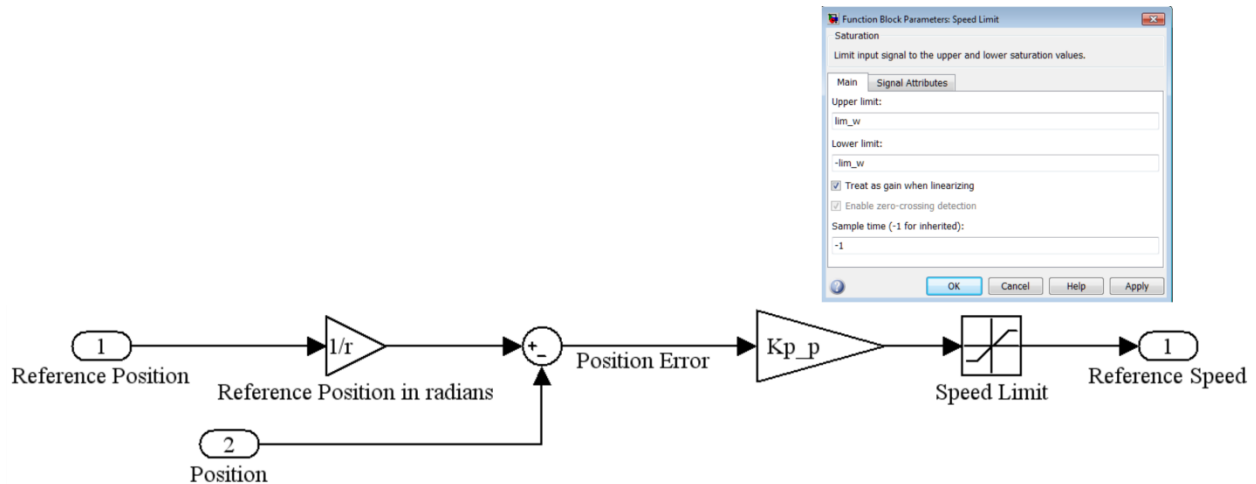 Function Block Parameters: Speed Limit
Saturation
Limit input signal to the upper and lower saturation values.
Main
Signal Attributes
Upper limit:
lim_w
Lower limit:
-lim_w
Treat as gain when linearizing
Enable zero-crossing detection
Sample time (-1 for inherited):
-1
OK
Cancel
Help
Apply
1
Reference Position
1/r
Reference Position in radians
+
-
Position Error
Kp_p
Speed Limit
1
Reference Speed
2
Position